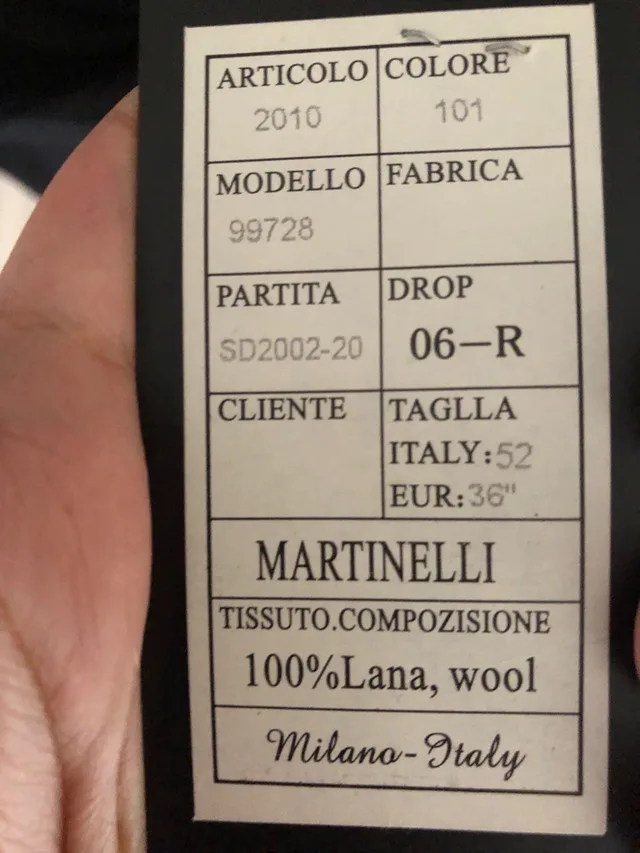 ARTICOLO
2010
COLORE
101
MODELLO
99728
FABRICA
PARTITA
SD2002-20
DROP
06-R
CLIENTE
TAGLLA
ITALY:52
EUR:36"
MARTINELLI
TISSUTO.COMPOZISIONE
100%Lana, wool
Milano-Italy